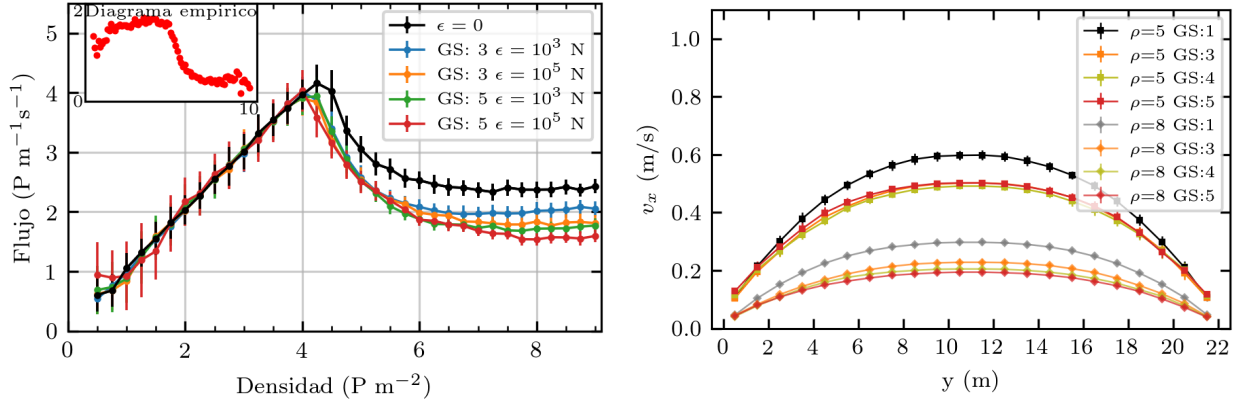 Diagrama empírico
2
0
10
ϵ = 0
GS: 3 ϵ = 10³ N
GS: 3 ϵ = 10⁵ N
GS: 5 ϵ = 10³ N
GS: 5 ϵ = 10⁵ N
5
4
3
2
1
0
Flujo (P m⁻¹s⁻¹)
0 2 4 6 8
Densidad (P m⁻²)
ρ=5 GS:1
ρ=5 GS:3
ρ=5 GS:4
ρ=5 GS:5
ρ=8 GS:1
ρ=8 GS:3
ρ=8 GS:4
ρ=8 GS:5
1.0
0.8
0.6
0.4
0.2
0.0
vₓ (m/s)
0 2 4 6 8 10 12 14 16 18 20 22
y (m)